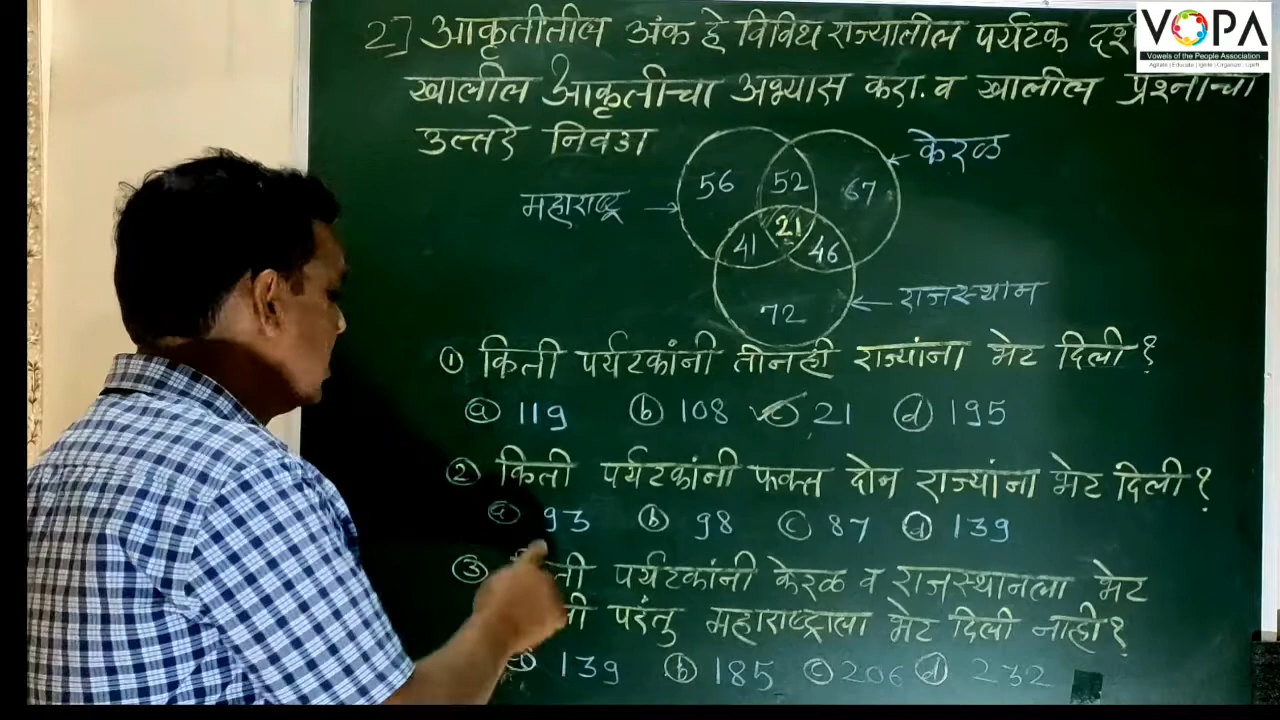 2] आकृतीतील अंक हे विविध राज्यातील पर्यटक
VOPA
Vowels of the People Association
खालील आकृतीचा अभ्यास करा. व खालील प्रश्नाचा
उत्तरे निवडा
केरळ
56 52 67
महाराष्ट्र
21
41 46
राजस्थान
72
① किती पर्यटकांनी तीनही राज्यांना भेट दिली ?
ⓐ 119 ⓑ 108 ⓒ 21 ⓓ 195
② किती पर्यटकांनी फक्त दोन राज्यांना भेट दिली ?
ⓐ 93 ⓑ 98 ⓒ 87 ⓓ 139
③ पर्यटकांनी केरळ व राजस्थानला भेट
परंतु महाराष्ट्राला भेट दिली नाही ?
139 ⓑ 185 ⓒ 206 ⓓ 232